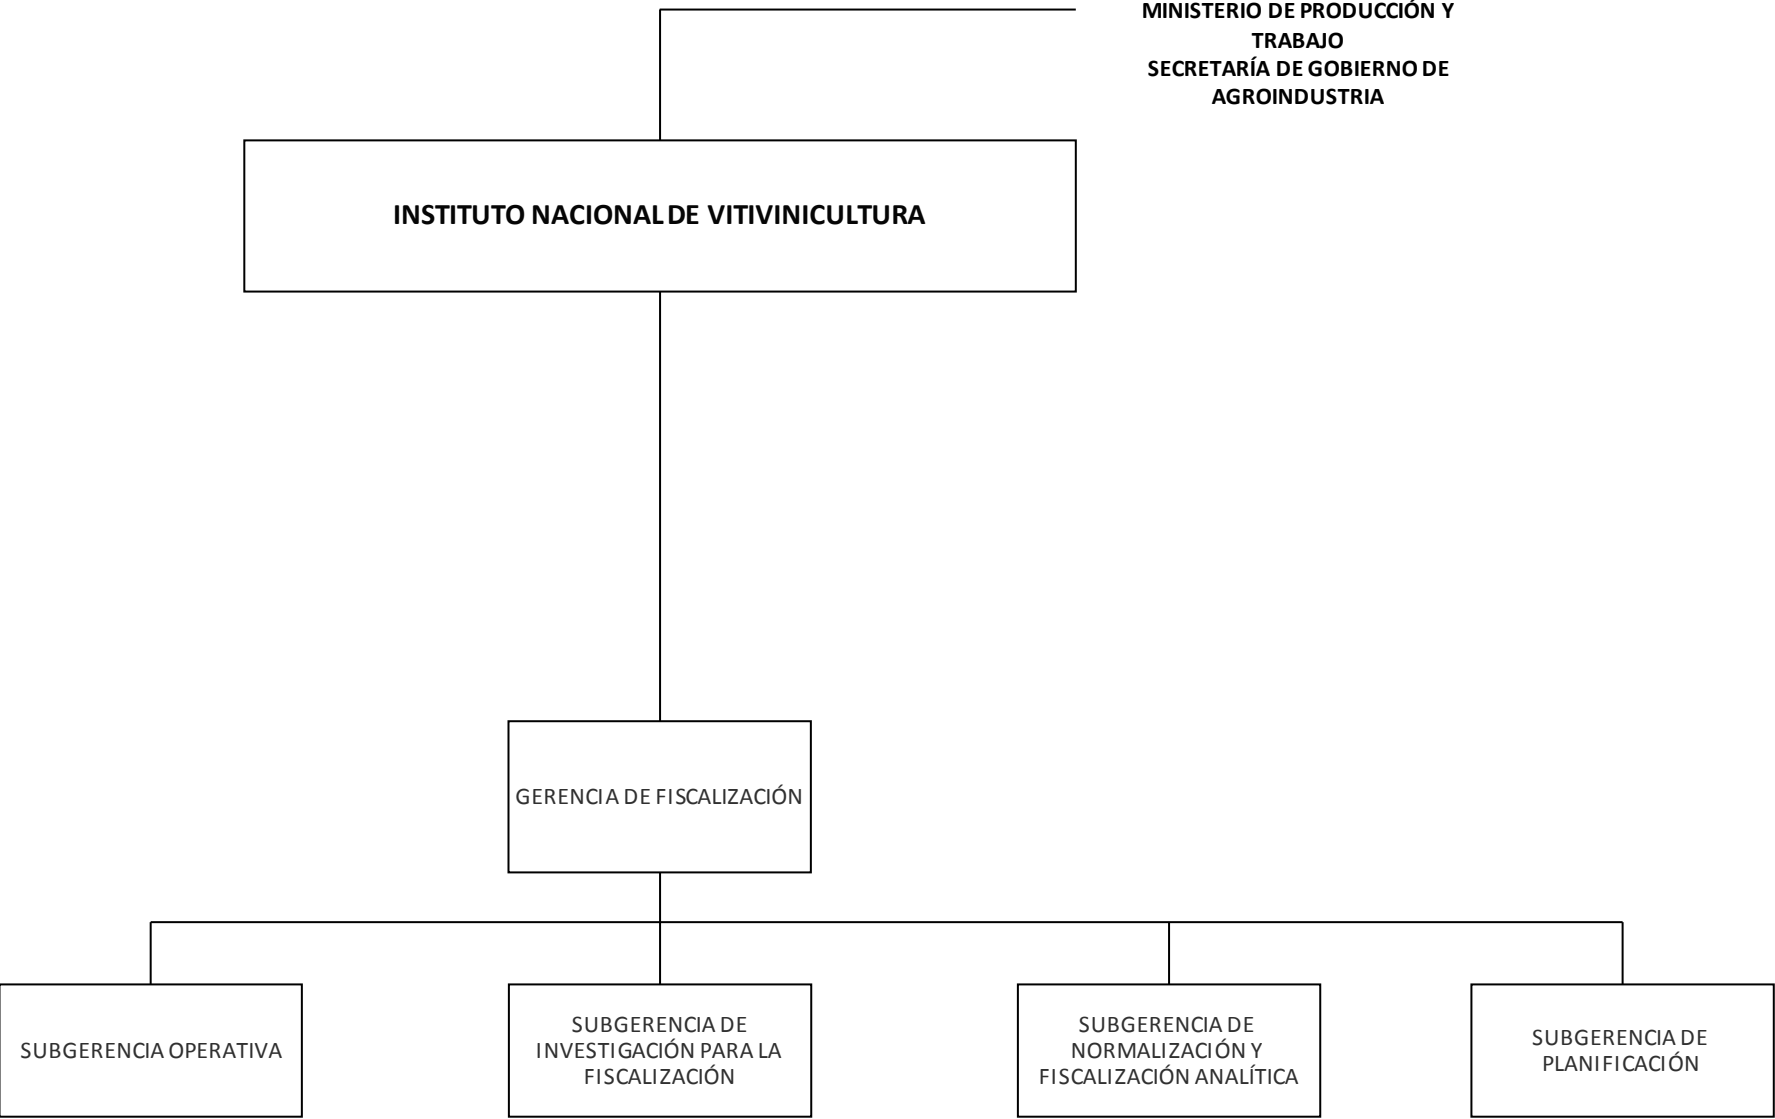 MINISTERIO DE PRODUCCIÓN Y
TRABAJO
SECRETARÍA DE GOBIERNO DE
AGROINDUSTRIA
INSTITUTO NACIONAL DE VITIVINICULTURA
GERENCIA DE FISCALIZACIÓN
SUBGERENCIA OPERATIVA
SUBGERENCIA DE
INVESTIGACIÓN PARA LA
FISCALIZACIÓN
SUBGERENCIA DE
NORMALIZACIÓN Y
FISCALIZACIÓN ANALÍTICA
SUBGERENCIA DE
PLANIFICACIÓN